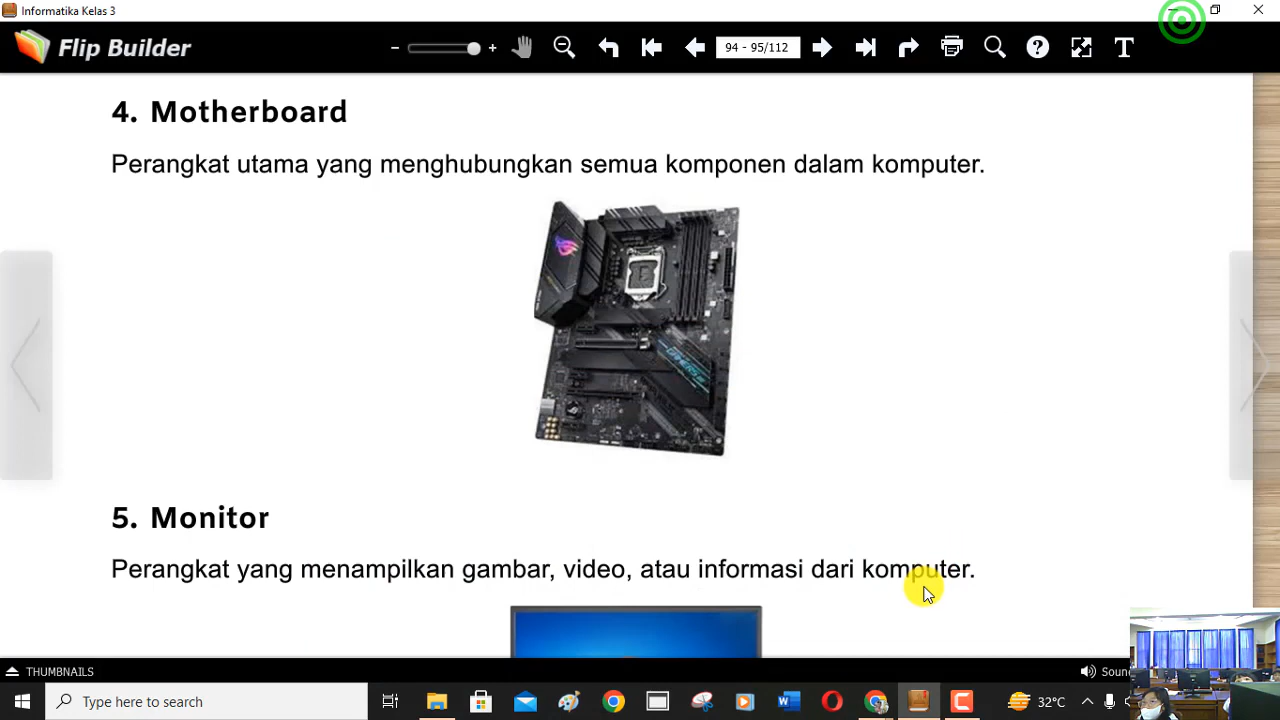 Informatika Kelas 3
Flip Builder
94 - 95/112
4. Motherboard
Perangkat utama yang menghubungkan semua komponen dalam komputer.
5. Monitor
Perangkat yang menampilkan gambar, video, atau informasi dari komputer.
THUMBNAILS
Soun
Type here to search
32°C